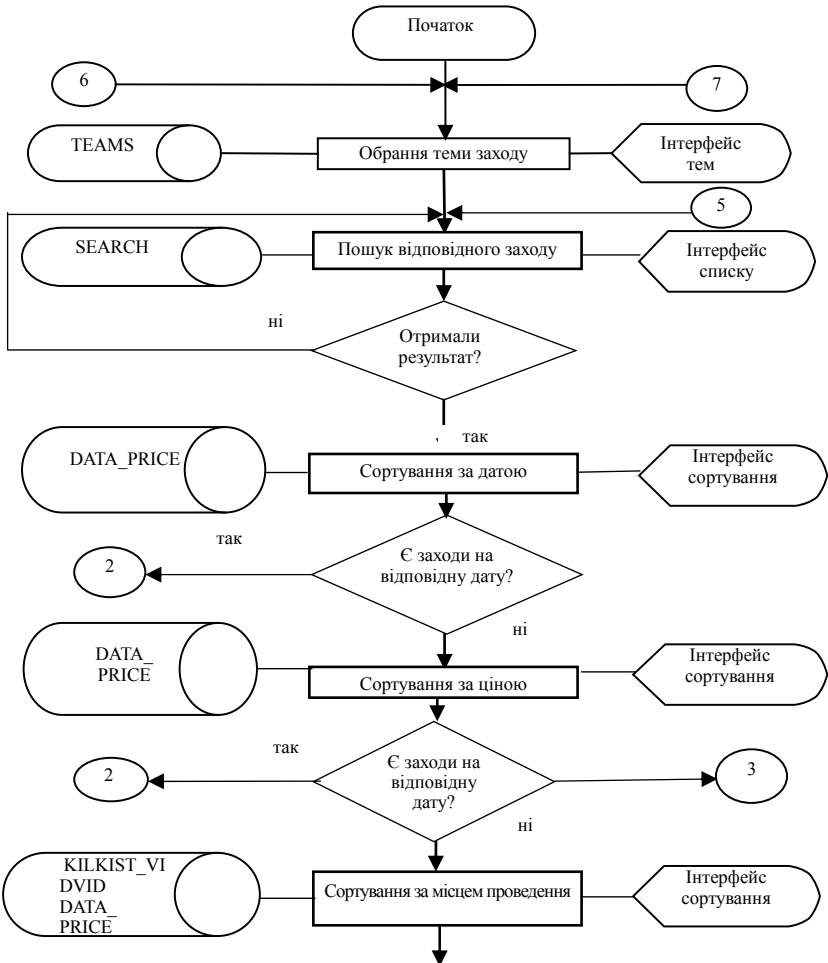 Початок
6
7
TEAMS
Обрання теми заходу
Інтерфейс
тем
5
SEARCH
Пошук відповідного заходу
Інтерфейс
списку
ні
Отримали
результат?
так
DATA_PRICE
Сортування за датою
Інтерфейс
сортування
так
2
Є заходи на
відповідну дату?
ні
DATA_
PRICE
Сортування за ціною
Інтерфейс
сортування
так
2
Є заходи на
відповідну
дату?
3
ні
KILKIST_VI
DVID
DATA_
PRICE
Сортування за місцем проведення
Інтерфейс
сортування